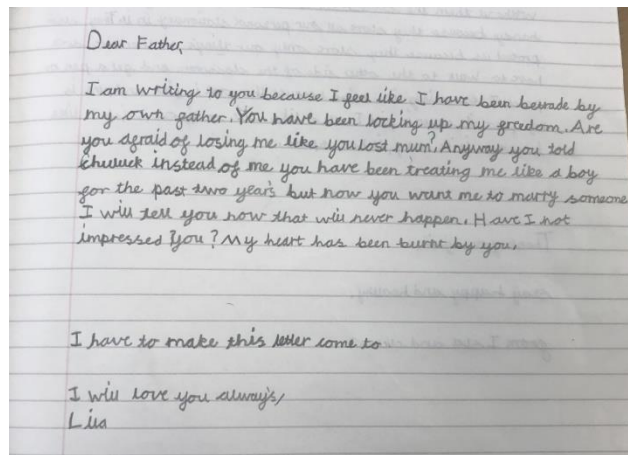 Dear Father,
I am writing to you because I feel like I have been betrade by
my own father. You have been locking up my freedom. Are
you afraid of losing me like you lost mum? Anyway you told
Chuluck instead of me you have been treating me like a boy
for the past two years but now you want me to marry someone
I will tell you now that will never happen. Have I not
impressed you? My heart has been burnt by you.
I have to make this letter come to
I will love you always,
Lila